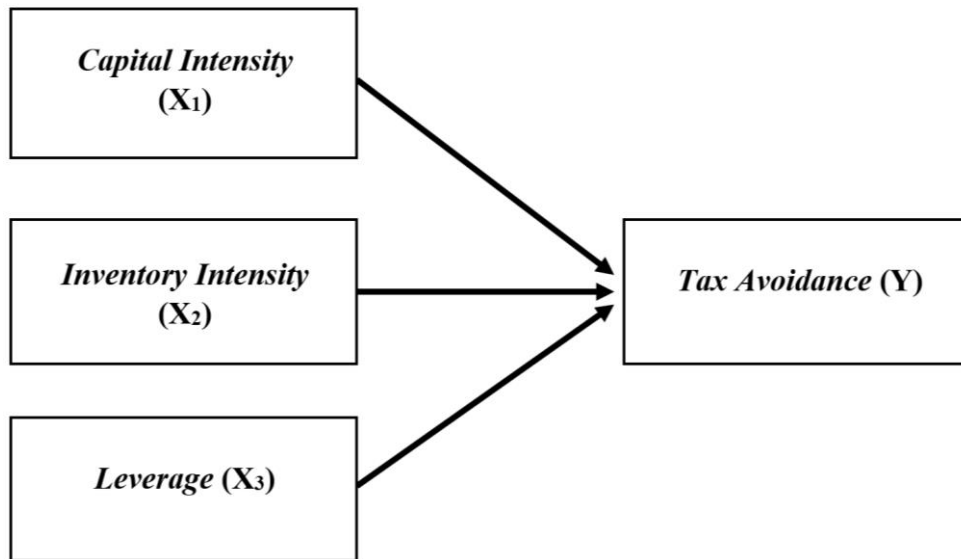 Capital Intensity
(X₁)
Inventory Intensity
(X₂)
Leverage (X₃)
Tax Avoidance (Y)